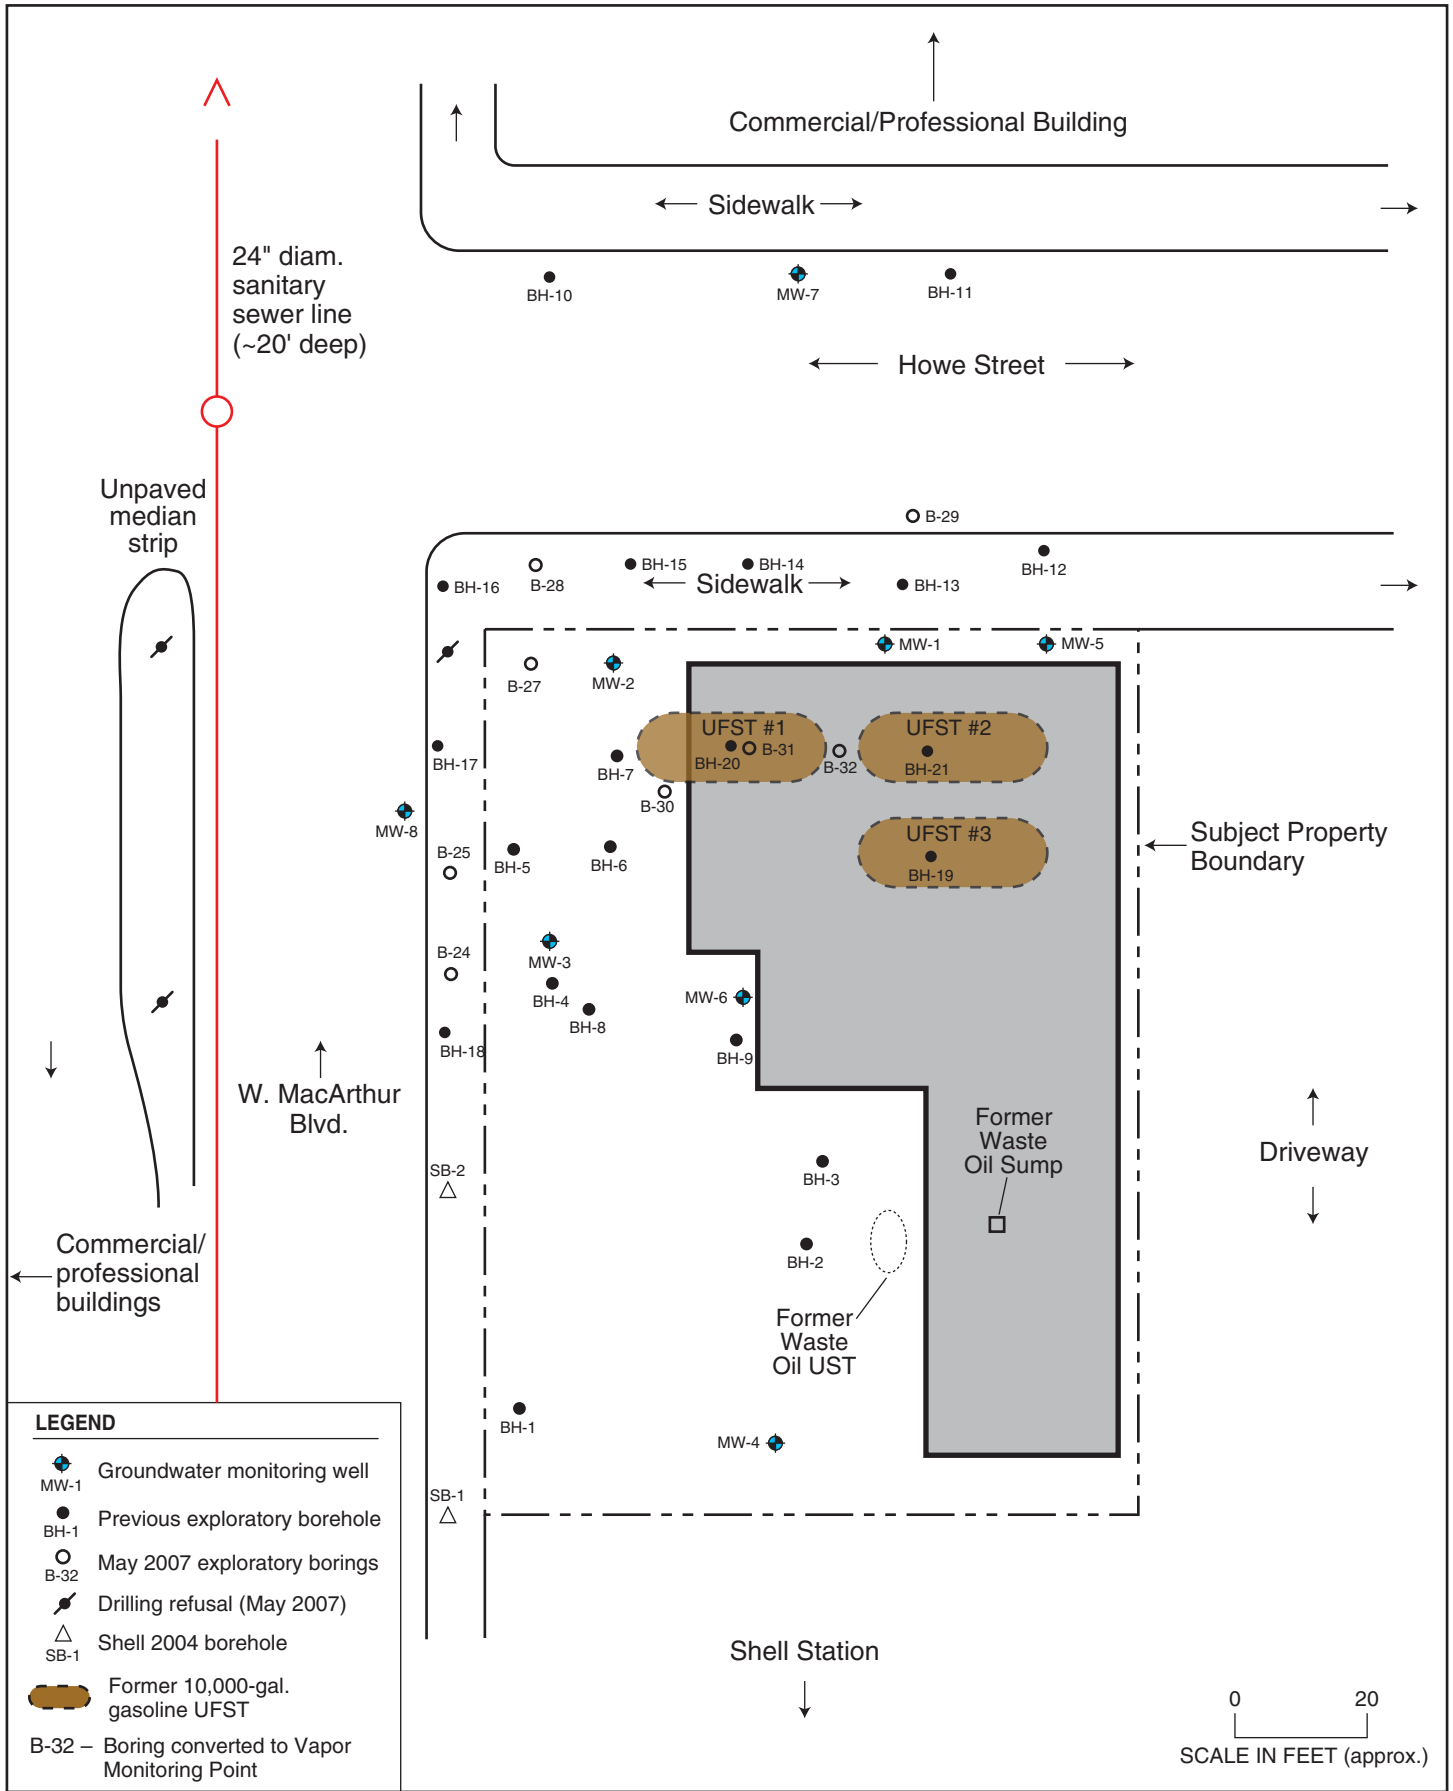 Commercial/Professional Building
Sidewalk
24" diam.
sanitary
sewer line
(~20' deep)
BH-10
MW-7
BH-11
Howe Street
Unpaved
median
strip
B-29
BH-16
B-28
BH-15
BH-14
Sidewalk
BH-13
BH-12
B-27
MW-2
MW-1
MW-5
BH-17
BH-7
UFST #1
BH-20
B-31
B-32
UFST #2
BH-21
B-30
MW-8
B-25
BH-5
BH-6
UFST #3
BH-19
Subject Property
Boundary
B-24
MW-3
BH-4
BH-8
MW-6
BH-18
BH-9
W. MacArthur
Blvd.
Former
Waste
Oil Sump
Driveway
SB-2
BH-3
BH-2
Commercial/
professional
buildings
Former
Waste
Oil UST
BH-1
MW-4
SB-1
LEGEND
MW-1
Groundwater monitoring well
BH-1
Previous exploratory borehole
B-32
May 2007 exploratory borings
Drilling refusal (May 2007)
SB-1
Shell 2004 borehole
Former 10,000-gal.
gasoline UFST
B-32 – Boring converted to Vapor
Monitoring Point
Shell Station
0 20
SCALE IN FEET (approx.)